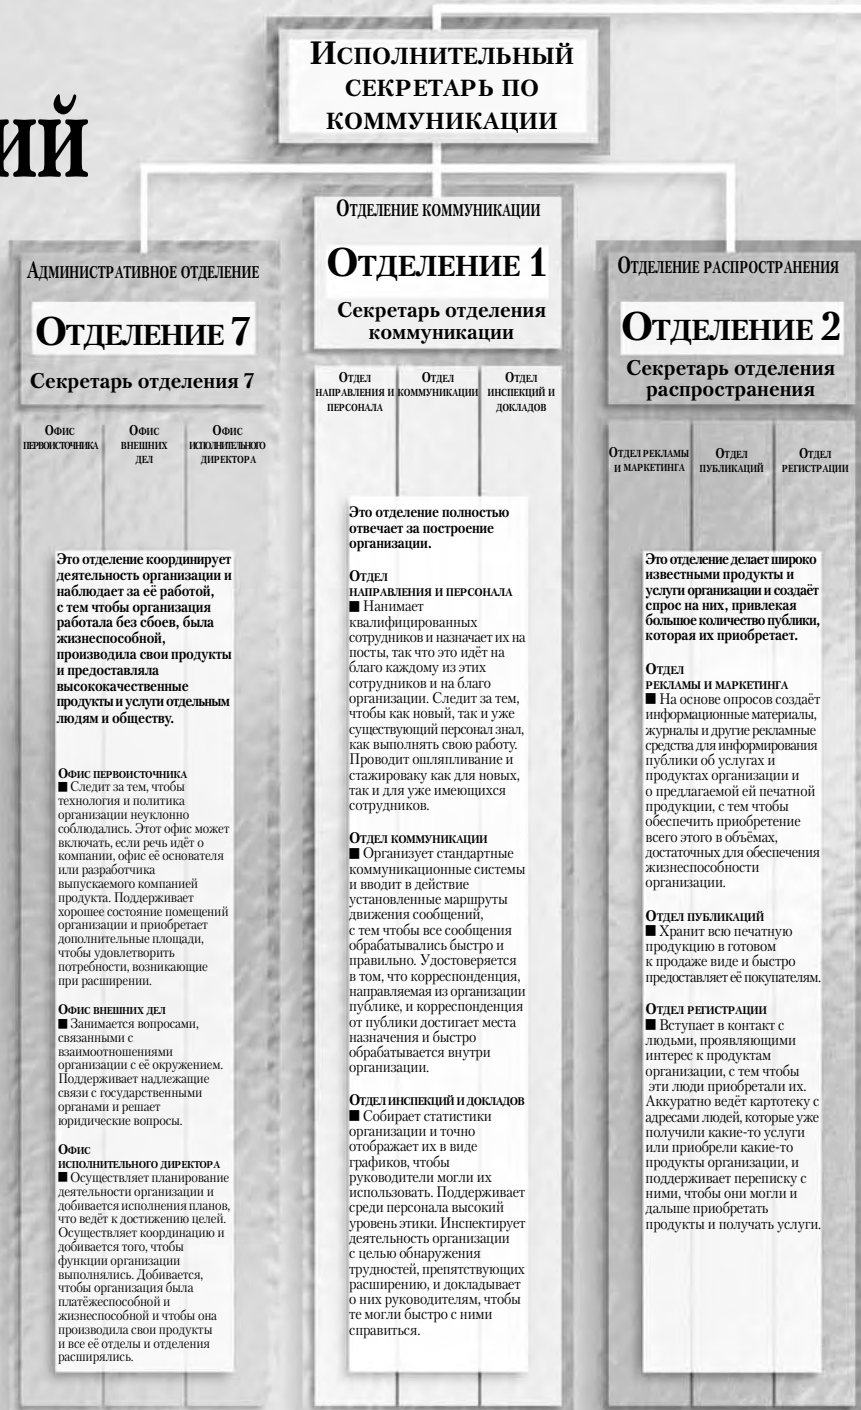 ИЙ
Исполнительный
секретарь по
коммуникации
Административное отделение
Отделение 7
Секретарь отделения 7
Офис
первоисточника
Офис
внешних
дел
Офис
исполнительного
директора
Это отделение координирует
деятельность организации и
наблюдает за её работой,
с тем чтобы организация
работала без сбоев, была
жизнеспособной,
производила свои продукты
и предоставляла
высококачественные
продукты и услуги отдельным
людям и обществу.
Офис первоисточника
■ Следит за тем, чтобы
технология и политика
организации неуклонно
соблюдались. Этот офис может
включать, если речь идёт о
компании, офис её основателя
или разработчика
выпускаемого компанией
продукта. Поддерживает
хорошее состояние помещений
организации и приобретает
дополнительные площади,
чтобы удовлетворить
потребности, возникающие
при расширении.
Офис внешних дел
■ Занимается вопросами,
связанными с
взаимоотношениями
организации с её окружением.
Поддерживает надлежащие
связи с государственными
органами и решает
юридические вопросы.
Офис
исполнительного директора
■ Осуществляет планирование
деятельности организации и
добивается исполнения планов,
что ведёт к достижению целей.
Осуществляет координацию и
добивается того, чтобы
функции организации
выполнялись. Добивается,
чтобы организация была
платёжеспособной и
жизнеспособной и чтобы она
производила свои продукты
и все её отделы и отделения
расширялись.
Отделение коммуникации
Отделение 1
Секретарь отделения
коммуникации
Отдел
направления и
персонала
Отдел
коммуникации
Отдел
инспекций и
докладов
Это отделение полностью
отвечает за построение
организации.
Отдел
направления и персонала
■ Нанимает
квалифицированных
сотрудников и назначает их на
посты, так что это идёт на
благо каждому из этих
сотрудников и на благо
организации. Следит за тем,
чтобы как новый, так и уже
существующий персонал знал,
как выполнять свою работу.
Проводит ошляпливание и
стажироваку как для новых,
так и для уже имеющихся
сотрудников.
Отдел коммуникации
■ Организует стандартные
коммуникационные системы
и вводит в действие
установленные маршруты
движения сообщений,
с тем чтобы все сообщения
обрабатывались быстро и
правильно. Удостоверяется
в том, что корреспонденция,
направляемая из организации
публике, и корреспонденция
от публики достигает места
назначения и быстро
обрабатывается внутри
организации.
Отдел инспекций и докладов
■ Собирает статистики
организации и точно
отображает их в виде
графиков, чтобы
руководители могли их
использовать. Поддерживает
среди персонала высокий
уровень этики. Инспектирует
деятельность организации
с целью обнаружения
трудностей, препятствующих
расширению, и докладывает
о них руководителям, чтобы
те могли быстро с ними
справиться.
Отделение распространения
Отделение 2
Секретарь отделения
распространения
Отдел рекламы
и маркетинга
Отдел
публикаций
Отдел
регистрации
Это отделение делает широко
известными продукты и
услуги организации и создаёт
спрос на них, привлекая
большое количество публики,
которая их приобретает.
Отдел
рекламы и маркетинга
■ На основе опросов создаёт
информационные материалы,
журналы и другие рекламные
средства для информирования
публики об услугах и
продуктах организации и
о предлагаемой ей печатной
продукции, с тем чтобы
обеспечить приобретение
всего этого в объёмах,
достаточных для обеспечения
жизнеспособности
организации.
Отдел публикаций
■ Хранит всю печатную
продукцию в готовом
к продаже виде и быстро
предоставляет её покупателям.
Отдел регистрации
■ Вступает в контакт с
людьми, проявляющими
интерес к продуктам
организации, с тем чтобы
эти люди приобретали их.
Аккуратно ведёт картотеку с
адресами людей, которые уже
получили какие-то услуги
или приобрели какие-то
продукты организации, и
поддерживает переписку с
ними, чтобы они могли и
дальше приобретать
продукты и получать услуги.